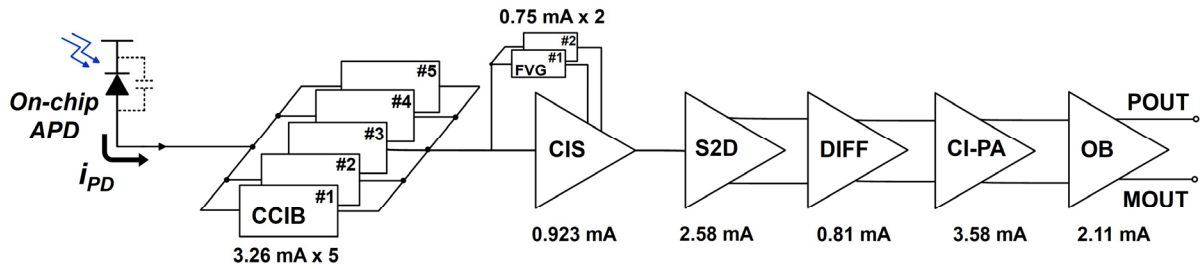 0.75 mA x 2
#2
#1
FVG
On-chip
APD
iPD
#5
#4
#3
#2
#1
CCIB
3.26 mA x 5
CIS
S2D
DIFF
CI-PA
OB
POUT
MOUT
0.923 mA
2.58 mA
0.81 mA
3.58 mA
2.11 mA